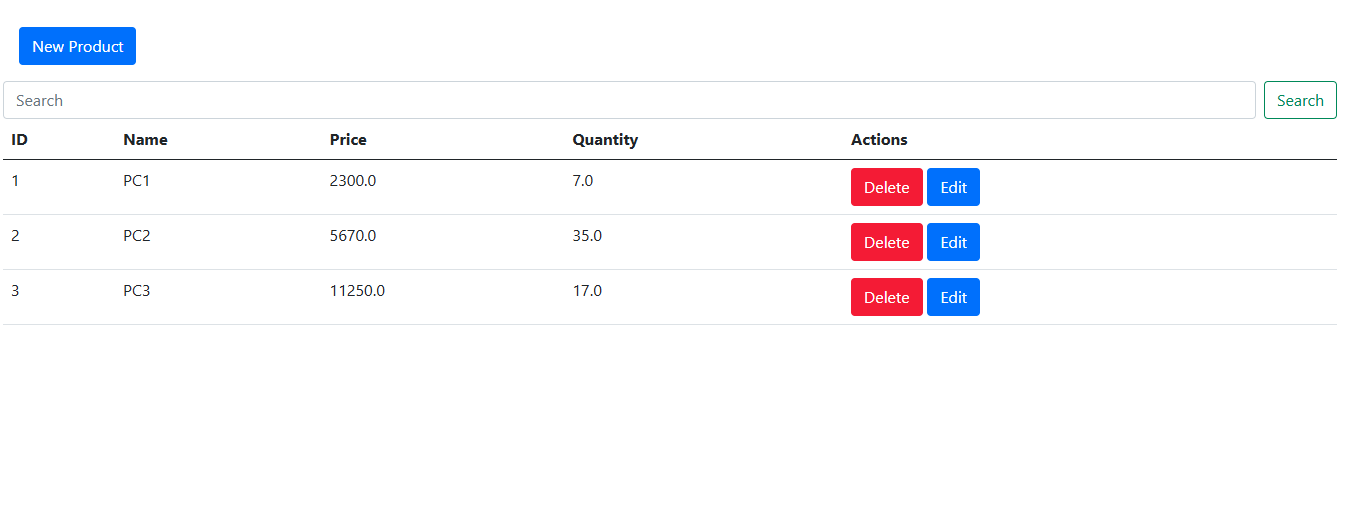 New Product
Search Search
ID Name Price Quantity Actions
1 PC1 2300.0 7.0 Delete Edit
2 PC2 5670.0 35.0 Delete Edit
3 PC3 11250.0 17.0 Delete Edit